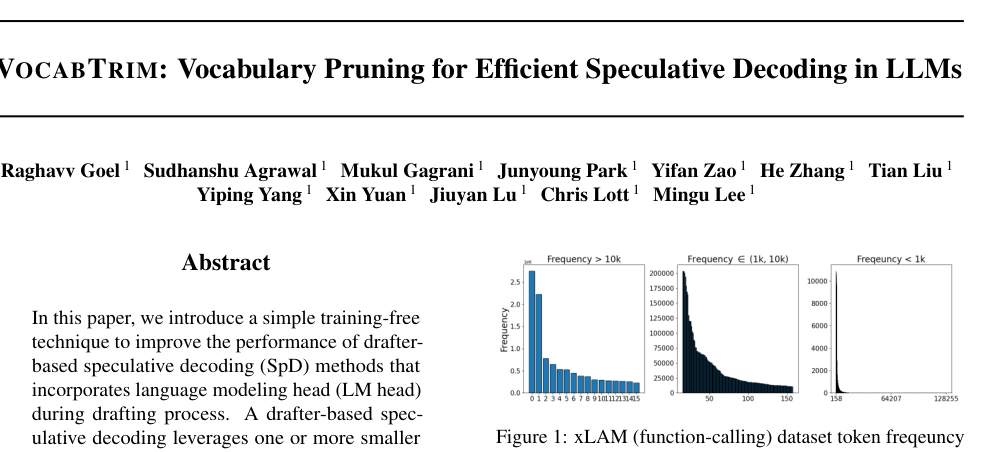 VOCABTRIM: Vocabulary Pruning for Efficient Speculative Decoding in LLMs
Raghavv Goel 1 Sudhanshu Agrawal 1 Mukul Gagrani 1 Junyoung Park 1 Yifan Zao 1 He Zhang 1 Tian Liu 1
Yiping Yang 1 Xin Yuan 1 Jiuyan Lu 1 Chris Lott 1 Mingu Lee 1
Abstract
In this paper, we introduce a simple training-free
technique to improve the performance of drafter-
based speculative decoding (SpD) methods that
incorporates language modeling head (LM head)
during drafting process. A drafter-based spec-
ulative decoding leverages one or more smaller
Frequency > 10k
Frequency
2.5
2.0
1.5
1.0
0.5
0.0
0 1 2 3 4 5 6 7 8 9 10 11 12 13 14 15
Frequency ∈ (1k, 10k)
200000
175000
150000
125000
100000
75000
50000
25000
0
50 100 150
Freqeuncy < 1k
10000
8000
6000
4000
2000
0
158 64207 128255
Figure 1: xLAM (function-calling) dataset token freqeuncy